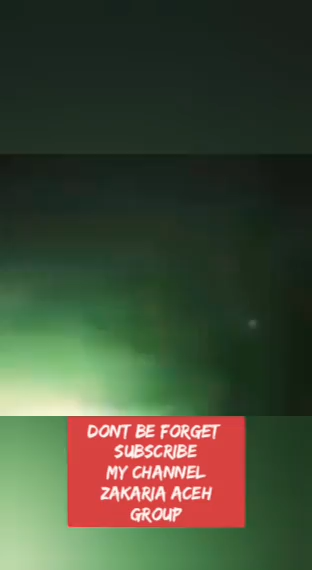 DONT BE FORGET
SUBSCRIBE
MY CHANNEL
ZAKARIA ACEH
GROUP